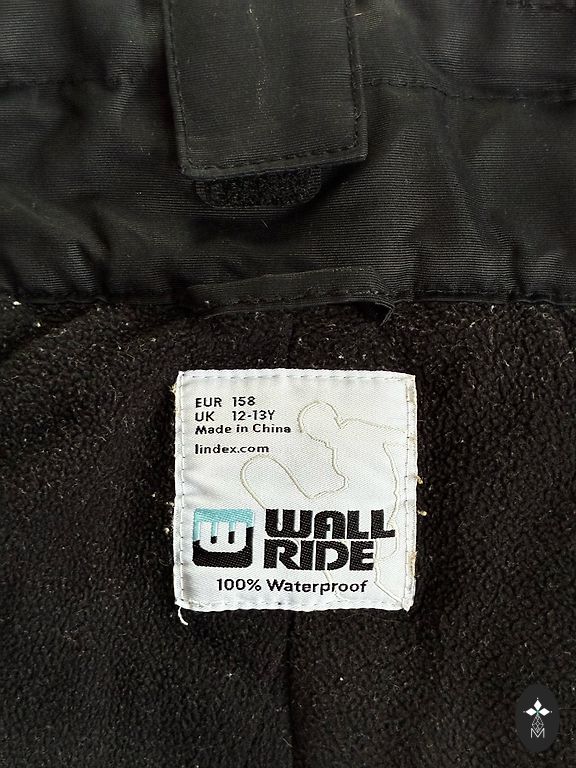 EUR 158
UK 12-13Y
Made in China
lindex.com
WALL
RIDE
100% Waterproof
M